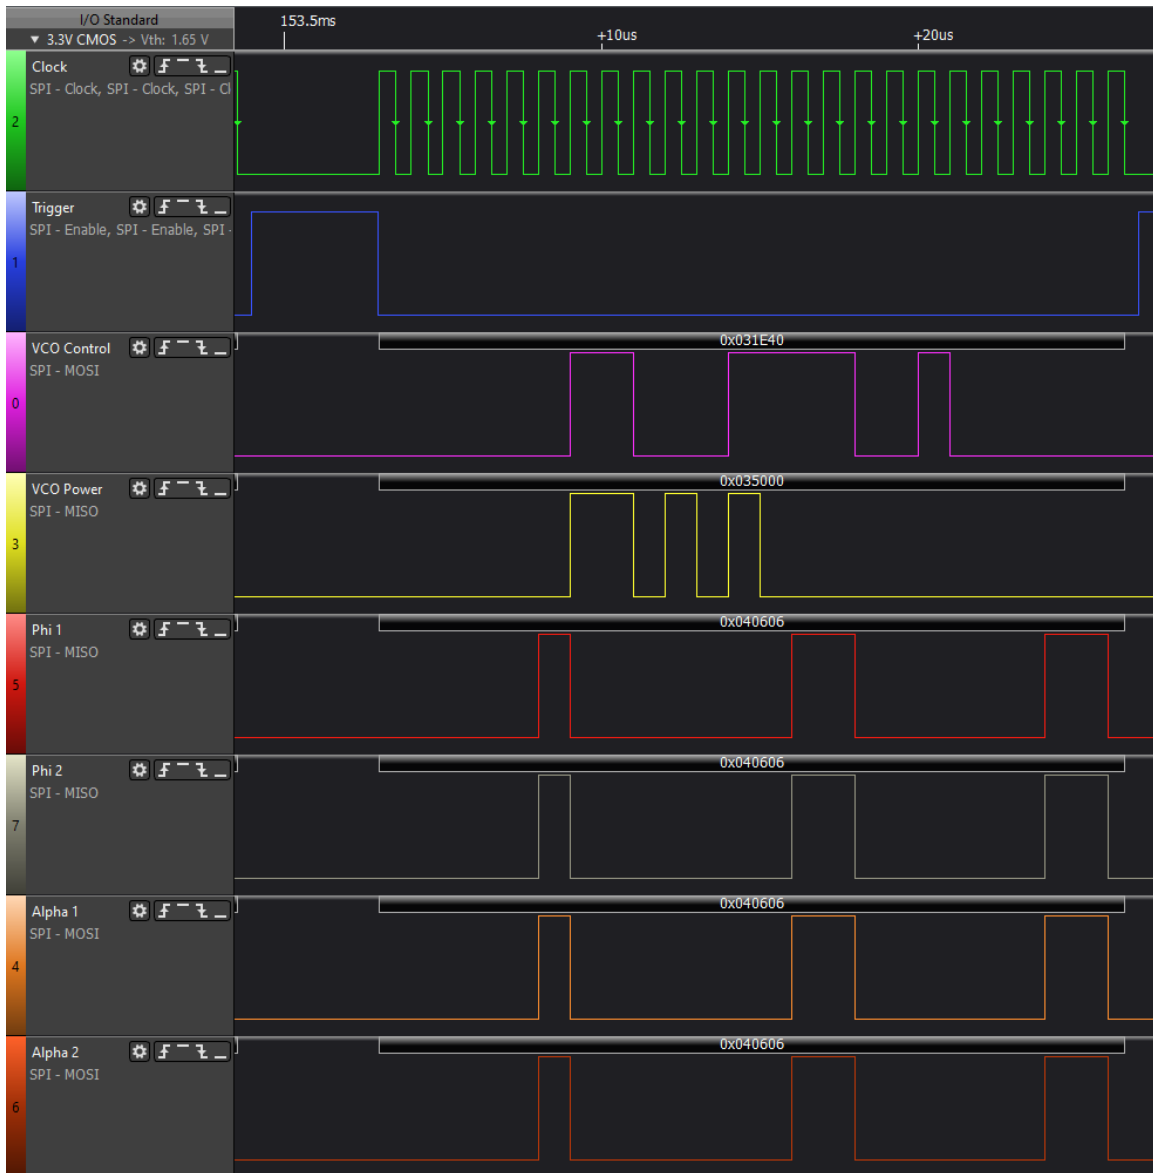 I/O Standard
▼ 3.3V CMOS -> Vth: 1.65 V
153.5ms
+10us
+20us
Clock
SPI - Clock, SPI - Clock, SPI - Cl
2
Trigger
SPI - Enable, SPI - Enable, SPI -
1
VCO Control
SPI - MOSI
0
0x031E40
VCO Power
SPI - MISO
3
0x035000
Phi 1
SPI - MISO
5
0x040606
Phi 2
SPI - MISO
7
0x040606
Alpha 1
SPI - MOSI
4
0x040606
Alpha 2
SPI - MOSI
6
0x040606